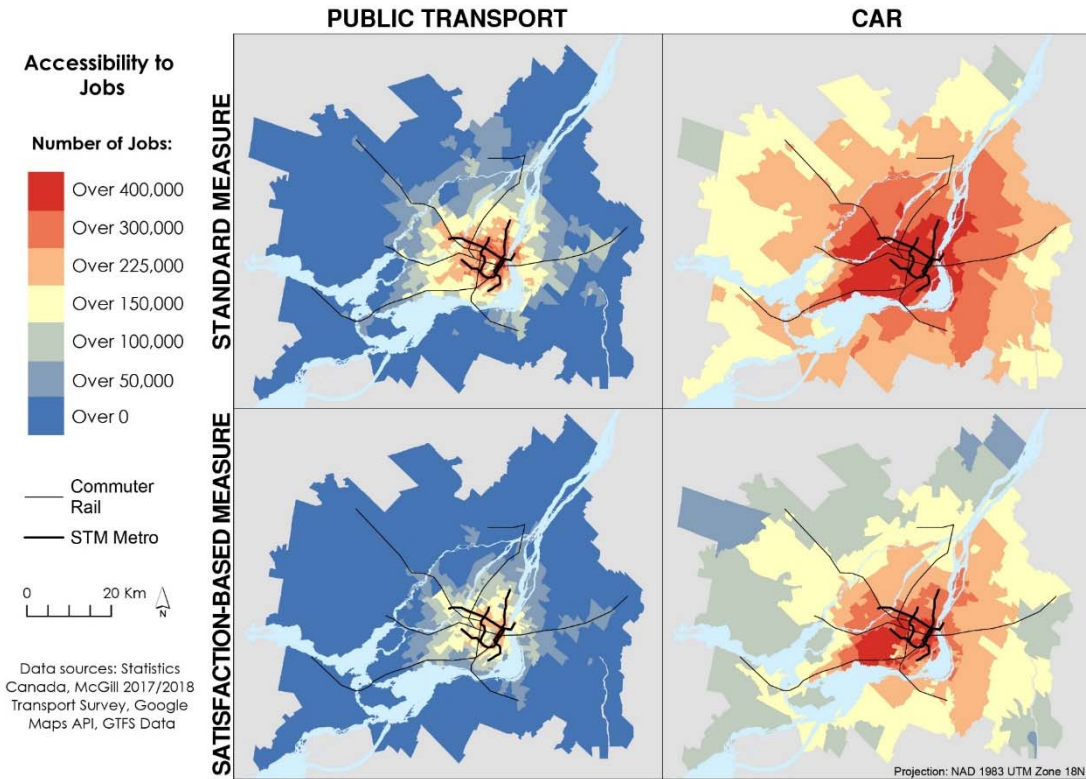 PUBLIC TRANSPORT
CAR
Accessibility to
Jobs
Number of Jobs:
Over 400,000
Over 300,000
Over 225,000
Over 150,000
Over 100,000
Over 50,000
Over 0
Commuter
Rail
STM Metro
0 20 Km
N
Data sources: Statistics
Canada, McGill 2017/2018
Transport Survey, Google
Maps API, GTFS Data
STANDARD MEASURE
SATISFACTION-BASED MEASURE
Projection: NAD 1983 UTM Zone 18N